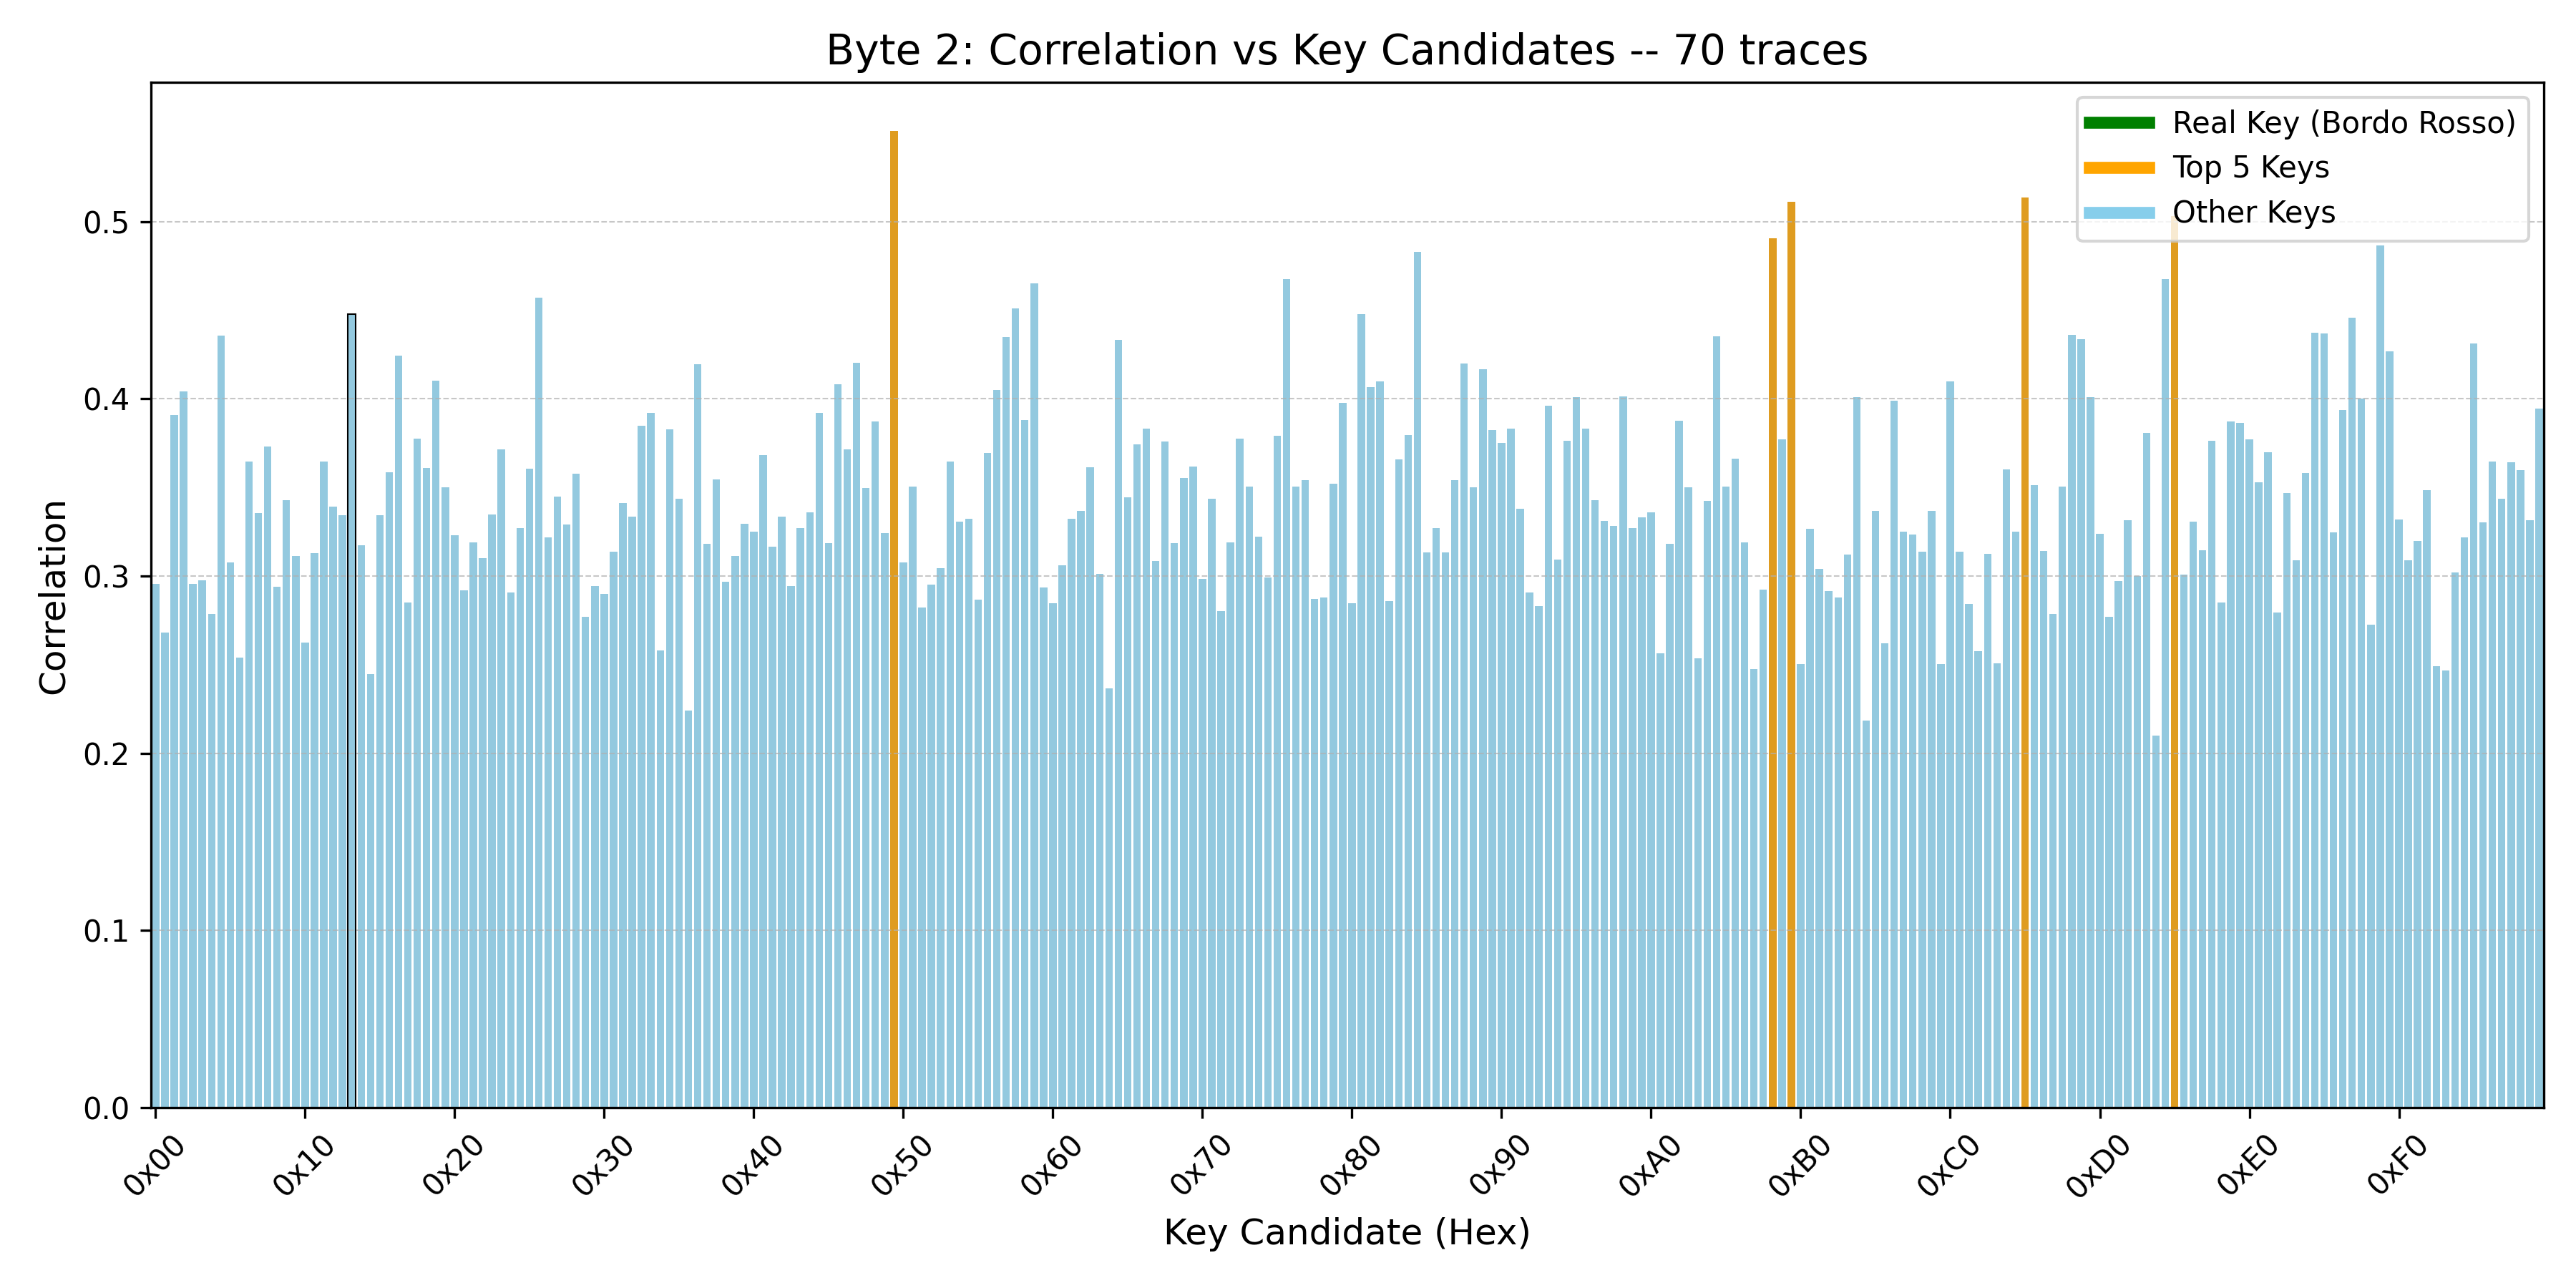 Byte 2: Correlation vs Key Candidates -- 70 traces
Real Key (Bordo Rosso)
Top 5 Keys
Other Keys
Correlation
0.5
0.4
0.3
0.2
0.1
0.0
0x00
0x10
0x20
0x30
0x40
0x50
0x60
0x70
0x80
0x90
0xA0
0xB0
0xC0
0xD0
0xE0
0xF0
Key Candidate (Hex)